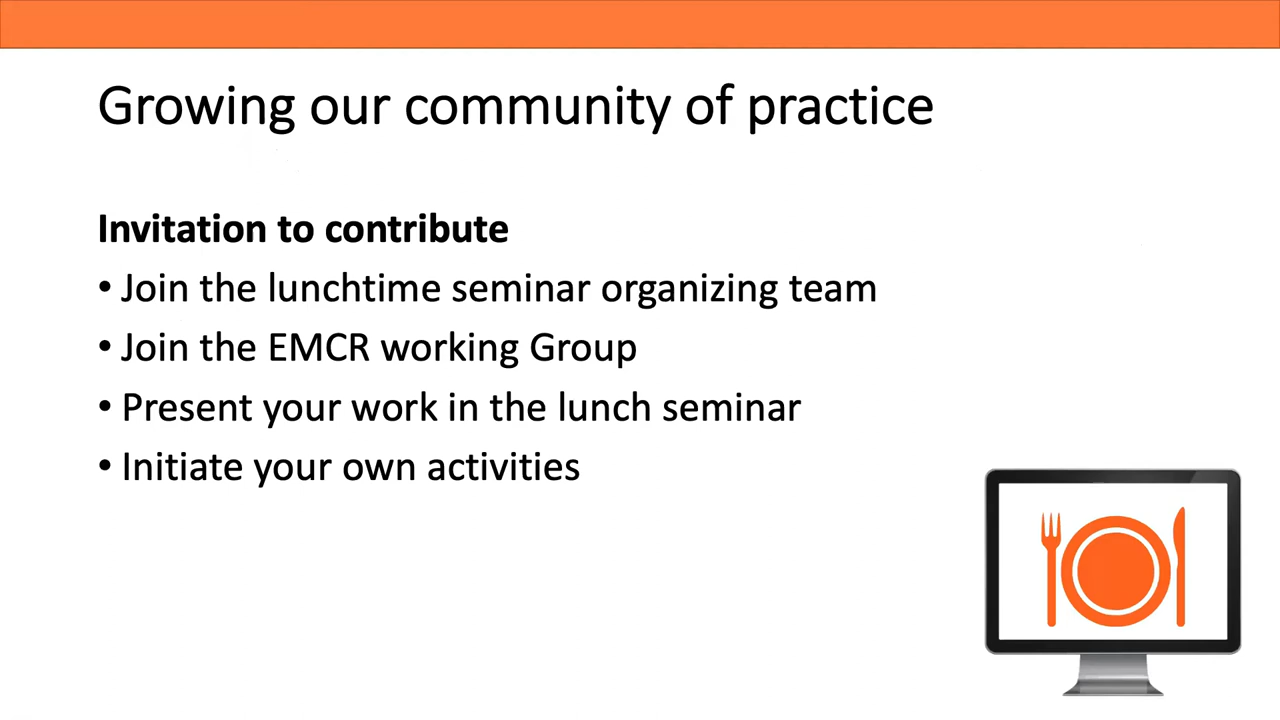 Growing our community of practice
Invitation to contribute
• Join the lunchtime seminar organizing team
• Join the EMCR working Group
• Present your work in the lunch seminar
• Initiate your own activities